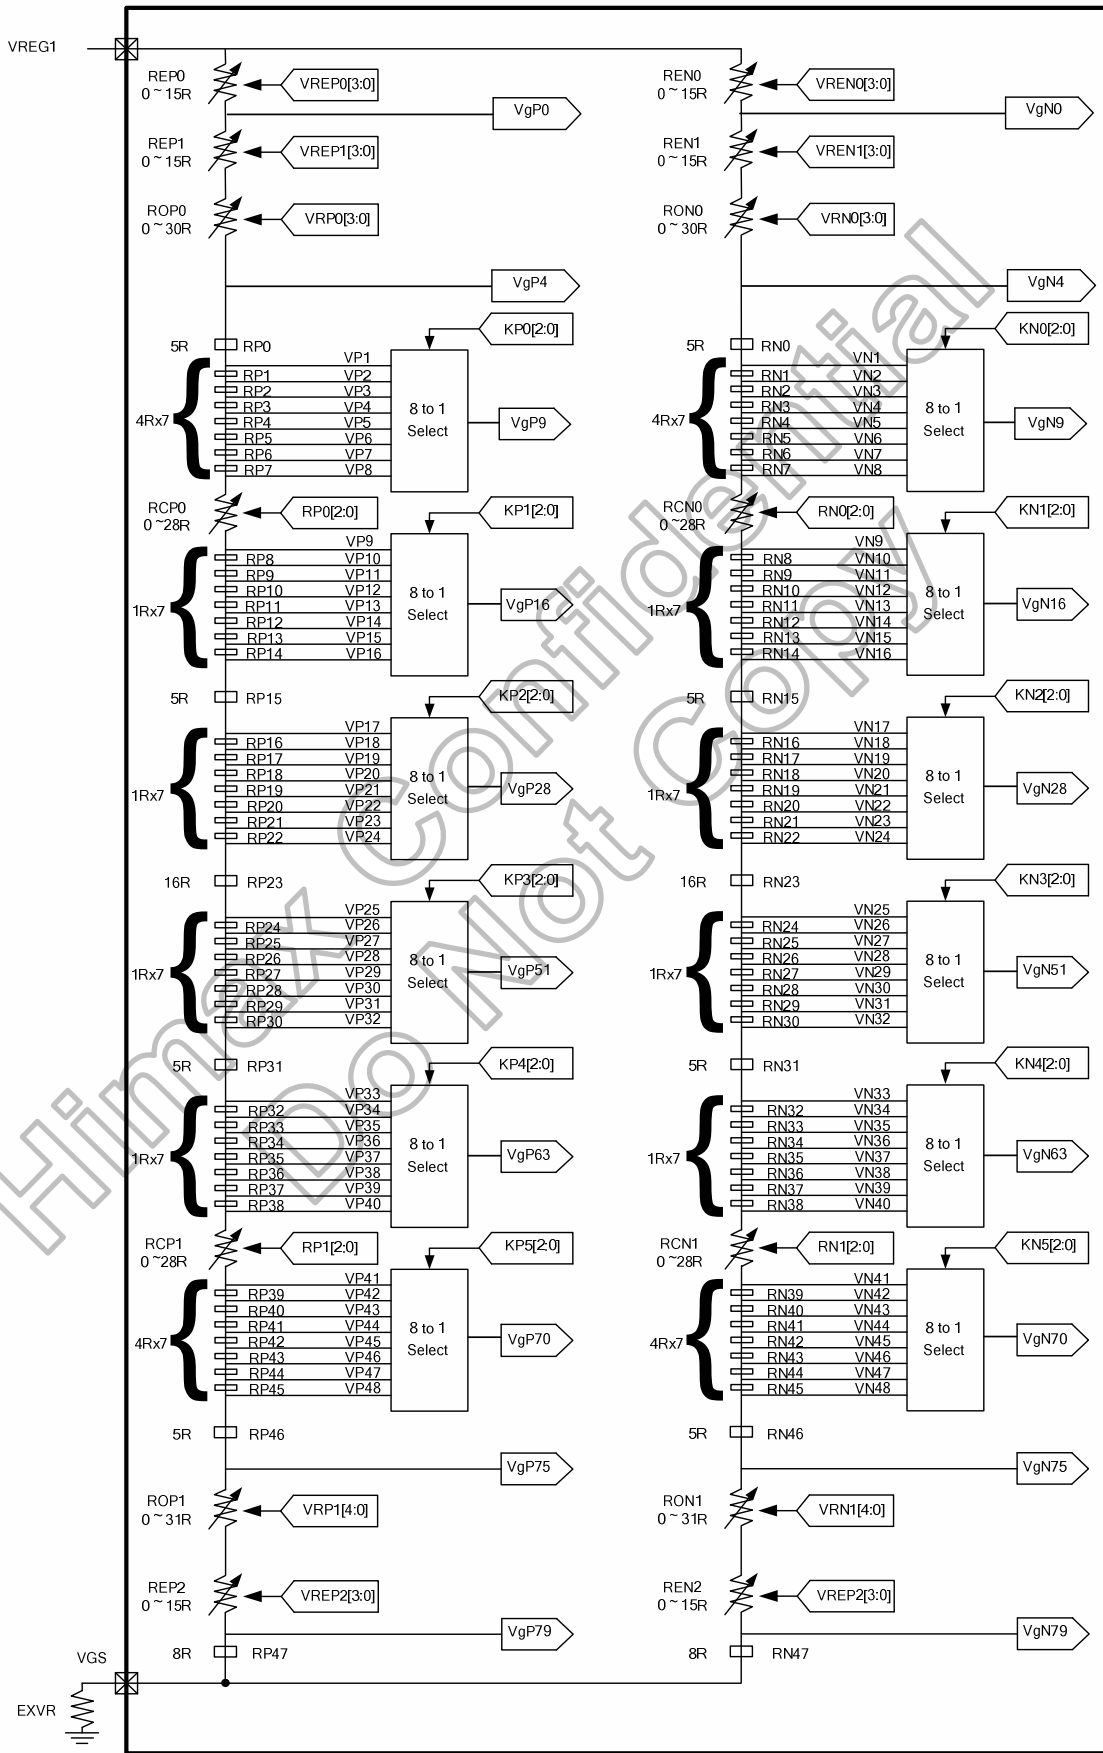 VREG1
REP0
0 ~ 15R
VREP0[3:0]
VgP0
REP1
0 ~ 15R
VREP1[3:0]
ROP0
0 ~ 30R
VRP0[3:0]
VgP4
KP0[2:0]
5R
RP0
VP1
RP1
VP2
RP2
VP3
RP3
VP4
4Rx7
RP4
VP5
RP5
VP6
RP6
VP7
RP7
VP8
8 to 1
Select
VgP9
RCP0
0 ~28R
RP0[2:0]
KP1[2:0]
VP9
RP8
VP10
RP9
VP11
RP10
VP12
1Rx7
RP11
VP13
RP12
VP14
RP13
VP15
RP14
VP16
8 to 1
Select
VgP16
5R
RP15
KP2[2:0]
VP17
RP16
VP18
RP17
VP19
RP18
VP20
1Rx7
RP19
VP21
RP20
VP22
RP21
VP23
RP22
VP24
8 to 1
Select
VgP28
16R
RP23
KP3[2:0]
VP25
RP24
VP26
RP25
VP27
RP26
VP28
1Rx7
RP27
VP29
RP28
VP30
RP29
VP31
RP30
VP32
8 to 1
Select
VgP51
5R
RP31
KP4[2:0]
VP33
RP32
VP34
RP33
VP35
RP34
VP36
1Rx7
RP35
VP37
RP36
VP38
RP37
VP39
RP38
VP40
8 to 1
Select
VgP63
RCP1
0 ~28R
RP1[2:0]
KP5[2:0]
VP41
RP39
VP42
RP40
VP43
RP41
VP44
4Rx7
RP42
VP45
RP43
VP46
RP44
VP47
RP45
VP48
8 to 1
Select
VgP70
5R
RP46
VgP75
ROP1
0 ~ 31R
VRP1[4:0]
REP2
0 ~ 15R
VREP2[3:0]
VgP79
8R
RP47
VGS
EXVR
REN0
0 ~ 15R
VREN0[3:0]
VgN0
REN1
0 ~ 15R
VREN1[3:0]
RON0
0 ~ 30R
VRN0[3:0]
VgN4
KN0[2:0]
5R
RN0
VN1
RN1
VN2
RN2
VN3
RN3
VN4
4Rx7
RN4
VN5
RN5
VN6
RN6
VN7
RN7
VN8
8 to 1
Select
VgN9
RCN0
0 ~28R
RN0[2:0]
KN1[2:0]
VN9
RN8
VN10
RN9
VN11
RN10
VN12
1Rx7
RN11
VN13
RN12
VN14
RN13
VN15
RN14
VN16
8 to 1
Select
VgN16
5R
RN15
KN2[2:0]
VN17
RN16
VN18
RN17
VN19
RN18
VN20
1Rx7
RN19
VN21
RN20
VN22
RN21
VN23
RN22
VN24
8 to 1
Select
VgN28
16R
RN23
KN3[2:0]
VN25
RN24
VN26
RN25
VN27
RN26
VN28
1Rx7
RN27
VN29
RN28
VN30
RN29
VN31
RN30
VN32
8 to 1
Select
VgN51
5R
RN31
KN4[2:0]
VN33
RN32
VN34
RN33
VN35
RN34
VN36
1Rx7
RN35
VN37
RN36
VN38
RN37
VN39
RN38
VN40
8 to 1
Select
VgN63
RCN1
0 ~28R
RN1[2:0]
KN5[2:0]
VN41
RN39
VN42
RN40
VN43
RN41
VN44
4Rx7
RN42
VN45
RN43
VN46
RN44
VN47
RN45
VN48
8 to 1
Select
VgN70
5R
RN46
VgN75
RON1
0 ~ 31R
VRN1[4:0]
REN2
0 ~ 15R
VREP2[3:0]
VgN79
8R
RN47
Himax Confidential
Do Not Copy